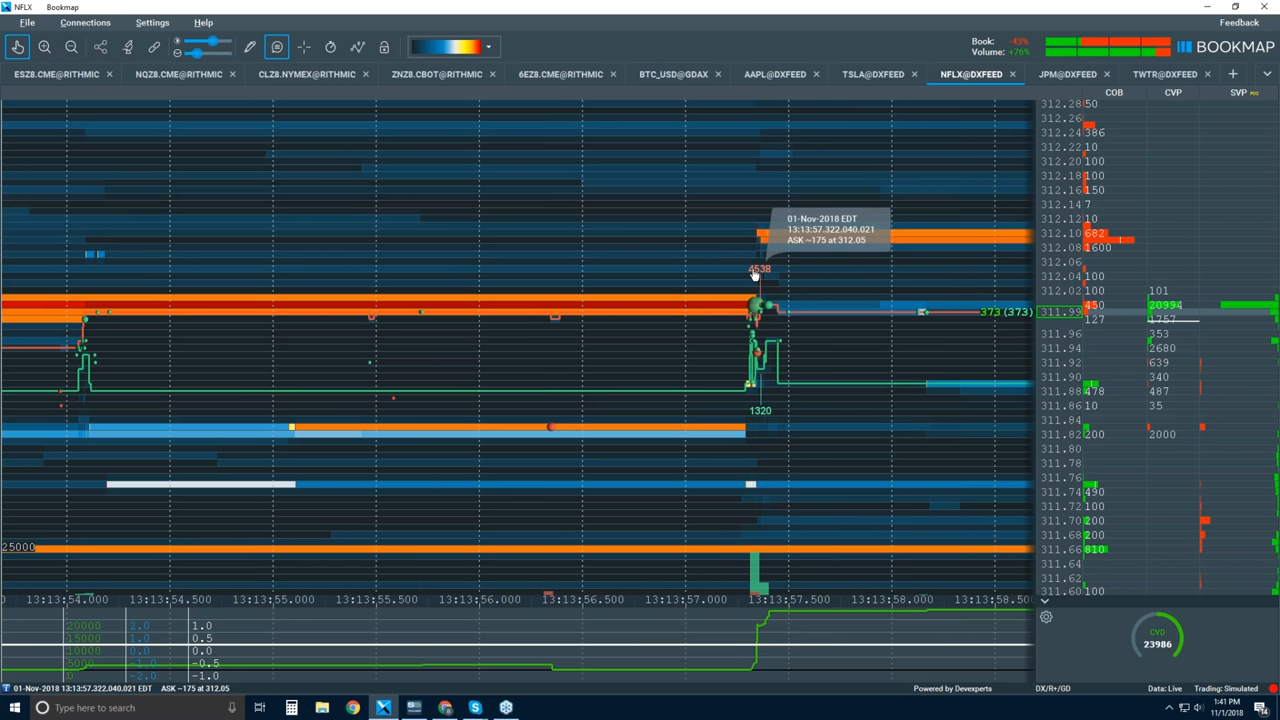 NFLX Bookmap
File Connections Settings Help Feedback
Book: -43%
Volume: +76%
BOOKMAP
ESZ8.CME@RITHMIC NQZ8.CME@RITHMIC CLZ8.NYMEX@RITHMIC ZNZ8.CBOT@RITHMIC 6EZ8.CME@RITHMIC BTC_USD@GDAX AAPL@DXFEED TSLA@DXFEED NFLX@DXFEED JPM@DXFEED TWTR@DXFEED
COB CVP SVP
312.28 50
312.26
312.24 386
312.22 10
312.20 100
312.18 100
312.16 150
312.14 7
312.12 10
312.10 682
312.08 1600
312.06
312.04 100
312.02 100 101
450 20994
311.99
127 1757
311.96 353
311.94 2680
311.92 639
311.90 340
311.88 478 487
311.86 10 35
311.84
311.82 200 2000
311.80
311.78
311.76
311.74 490
311.72 100
311.70 200
311.68 200
311.66 810
311.64
311.62
311.60 100
01-Nov-2018 EDT
13:13:57.322.040.021
ASK ~175 at 312.05
4538
373 (373)
1320
25000
0 13:13:54.000 13:13:54.500 13:13:55.000 13:13:55.500 13:13:56.000 13:13:56.500 13:13:57.000 13:13:57.500 13:13:58.000 13:13:58.500
20000 2.0 1.0
15000 1.0 0.5
10000 0.0 0.0
5000 -1.0 -0.5
0 -2.0 -1.0
CVD
23986
01-Nov-2018 13:13:57.322.040.021 EDT ASK ~175 at 312.05 Powered by Devexperts DX/R+/GD Data: Live Trading: Simulated
Type here to search
1:41 PM
11/1/2018
14